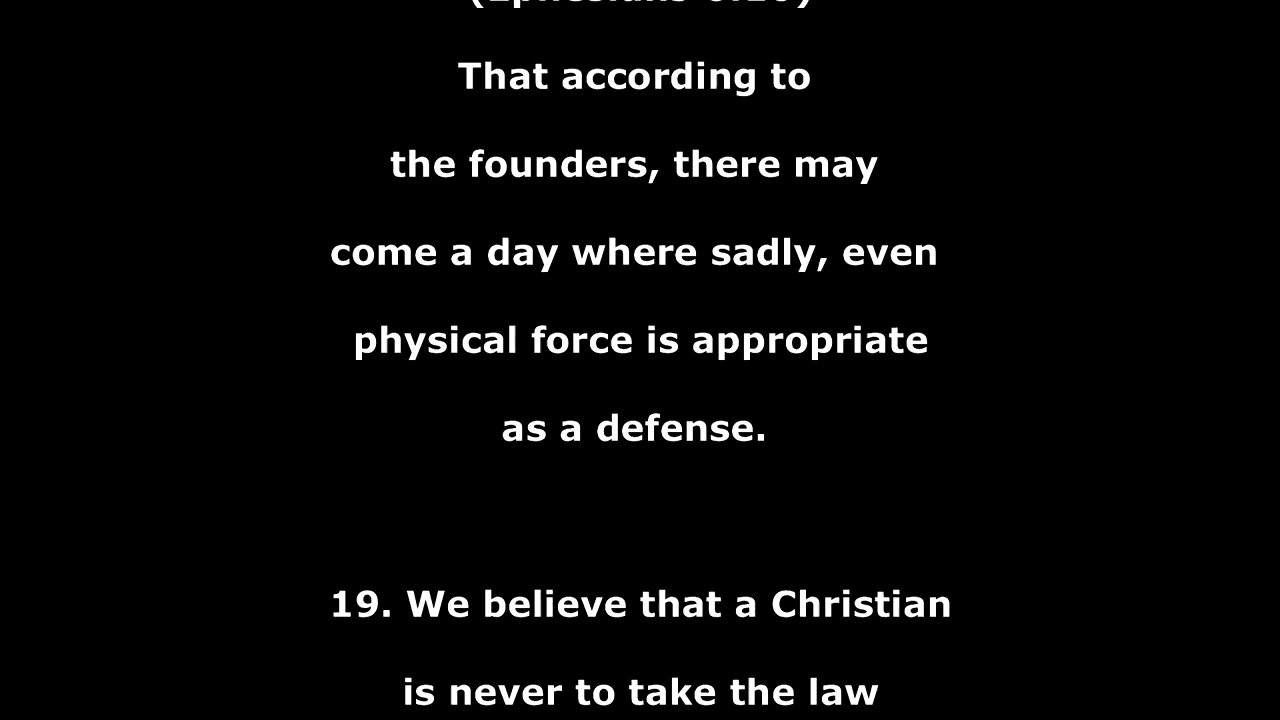 That according to
the founders, there may
come a day where sadly, even
physical force is appropriate
as a defense.
19. We believe that a Christian
is never to take the law